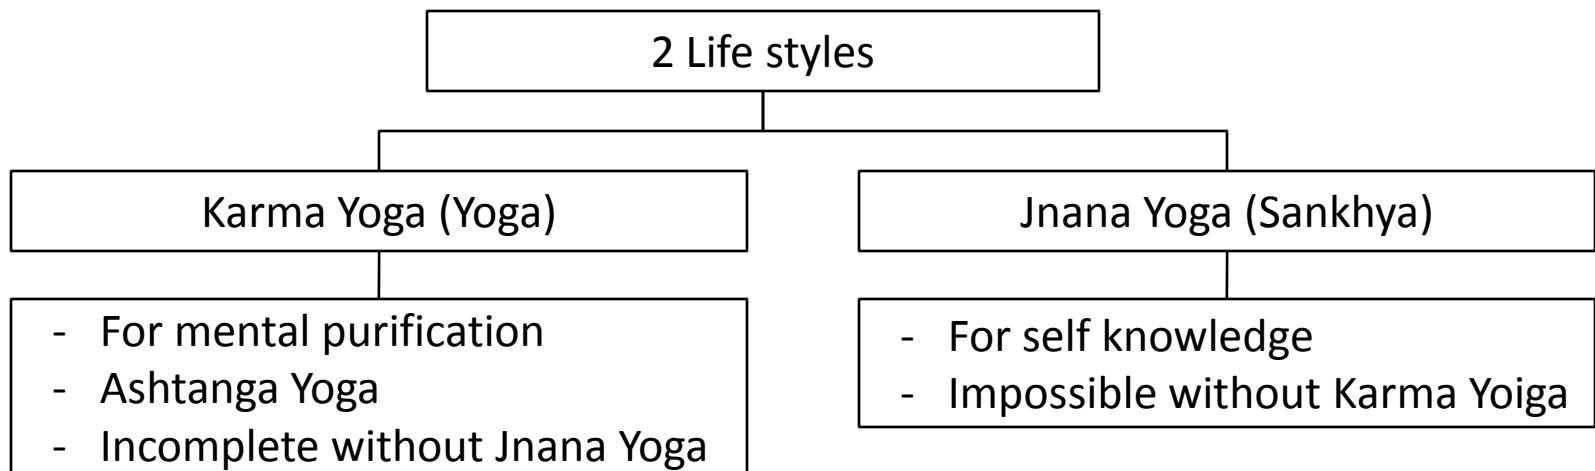 2 Life styles
Karma Yoga (Yoga)
Jnana Yoga (Sankhya)
- For mental purification
- Ashtanga Yoga
- Incomplete without Jnana Yoga
- For self knowledge
- Impossible without Karma Yoiga